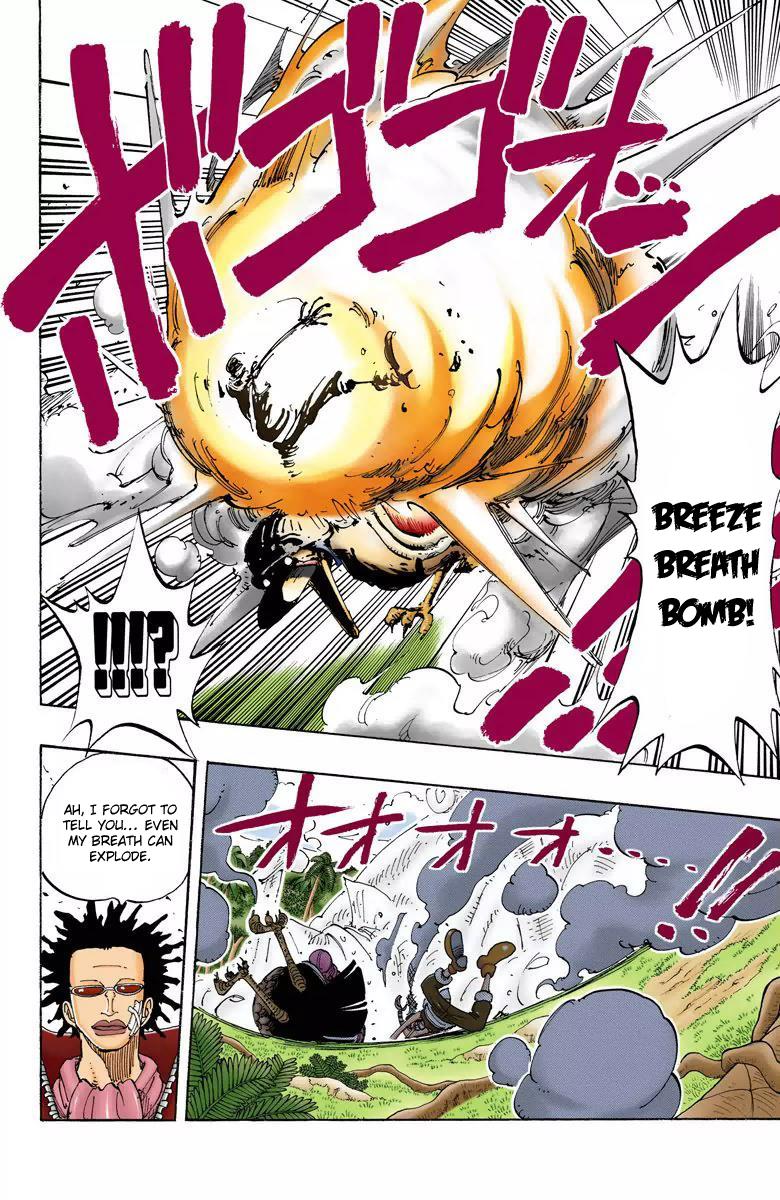 ボゴゴオン!!
BREEZE
BREATH
BOMB!
!!!?
オオオォ…!!
AH, I FORGOT TO
TELL YOU... EVEN
MY BREATH CAN
EXPLODE.